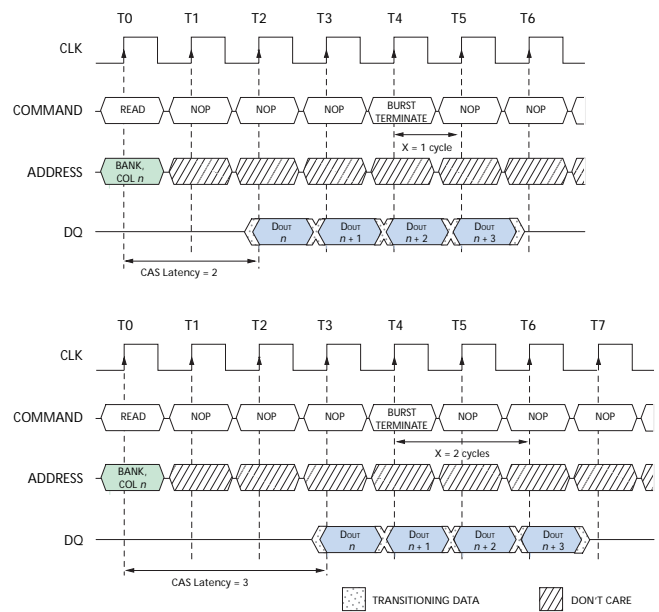 T0 T1 T2 T3 T4 T5 T6
CLK
COMMAND READ NOP NOP NOP BURST TERMINATE NOP NOP
X = 1 cycle
ADDRESS BANK, COL n
DQ DOUT n DOUT n + 1 DOUT n + 2 DOUT n + 3
CAS Latency = 2
T0 T1 T2 T3 T4 T5 T6 T7
CLK
COMMAND READ NOP NOP NOP BURST TERMINATE NOP NOP NOP
X = 2 cycles
ADDRESS BANK, COL n
DQ DOUT n DOUT n + 1 DOUT n + 2 DOUT n + 3
CAS Latency = 3
TRANSITIONING DATA DON'T CARE